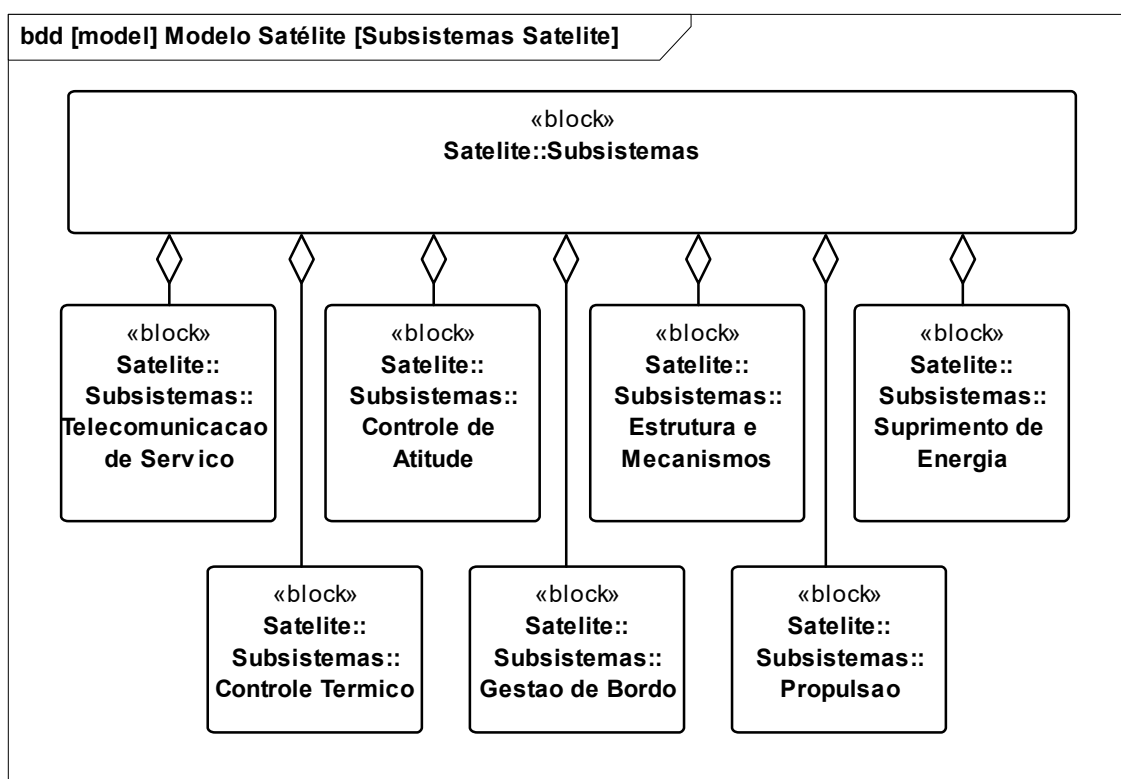 bdd [model] Modelo Satélite [Subsistemas Satelite]
«block»
Satelite::Subsistemas
«block»
Satelite::
Subsistemas::
Telecomunicacao
de Servico
«block»
Satelite::
Subsistemas::
Controle de
Atitude
«block»
Satelite::
Subsistemas::
Estrutura e
Mecanismos
«block»
Satelite::
Subsistemas::
Suprimento de
Energia
«block»
Satelite::
Subsistemas::
Controle Termico
«block»
Satelite::
Subsistemas::
Gestao de Bordo
«block»
Satelite::
Subsistemas::
Propulsao